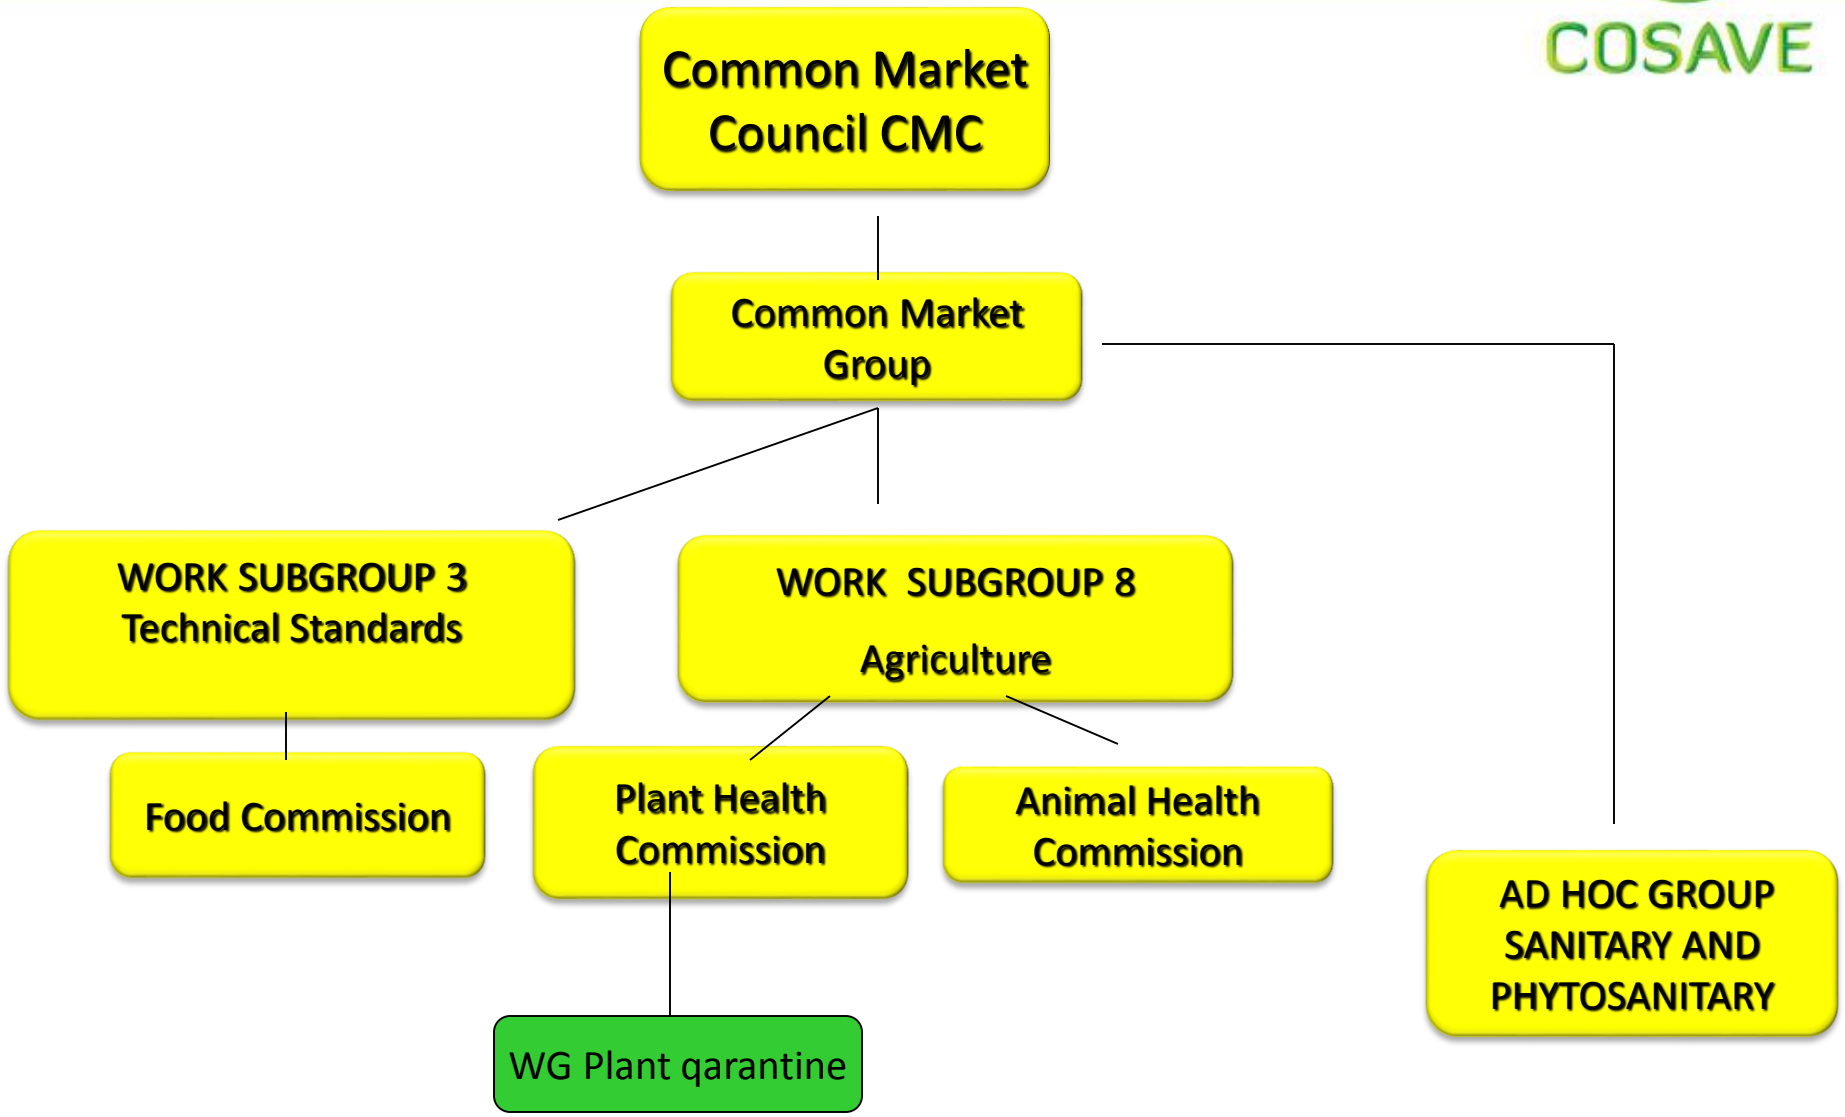 COSAVE
Common Market
Council CMC
Common Market
Group
WORK SUBGROUP 3
Technical Standards
WORK SUBGROUP 8
Agriculture
Food Commission
Plant Health
Commission
Animal Health
Commission
AD HOC GROUP
SANITARY AND
PHYTOSANITARY
WG Plant qarantine